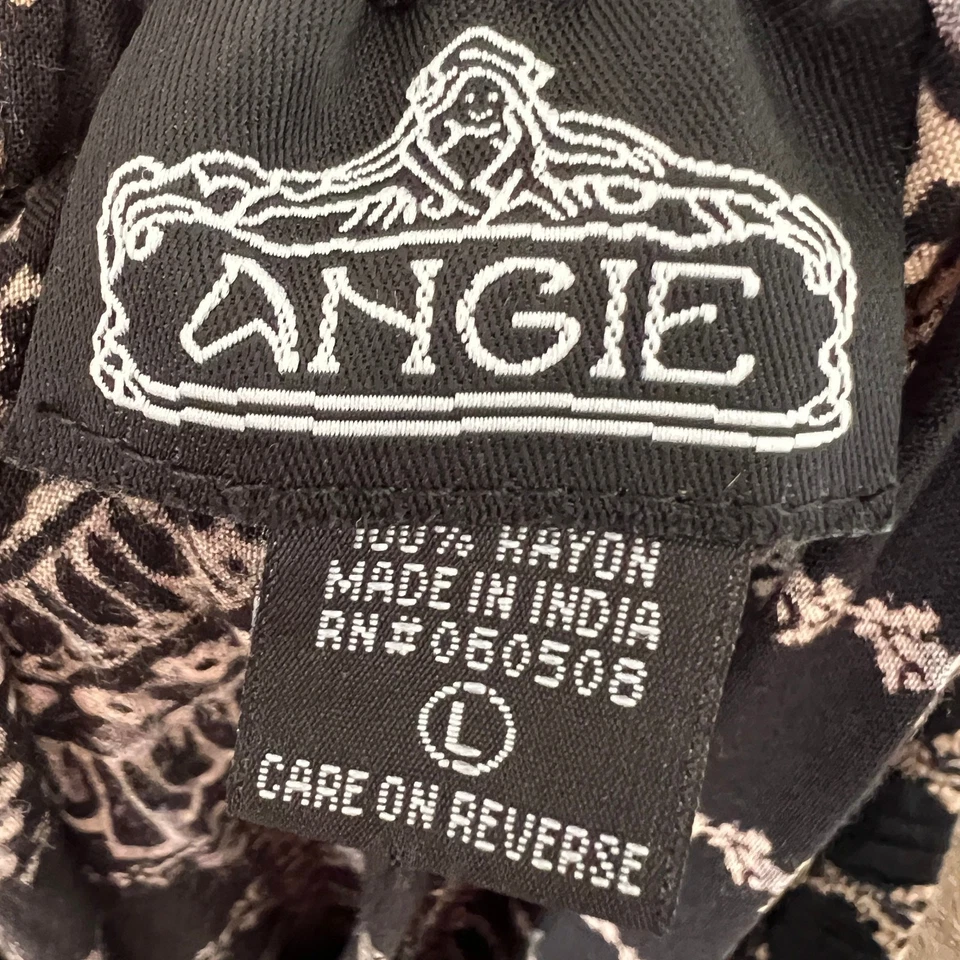 ANGIE
100% RAYON
MADE IN INDIA
RN#060508
L
CARE ON REVERSE